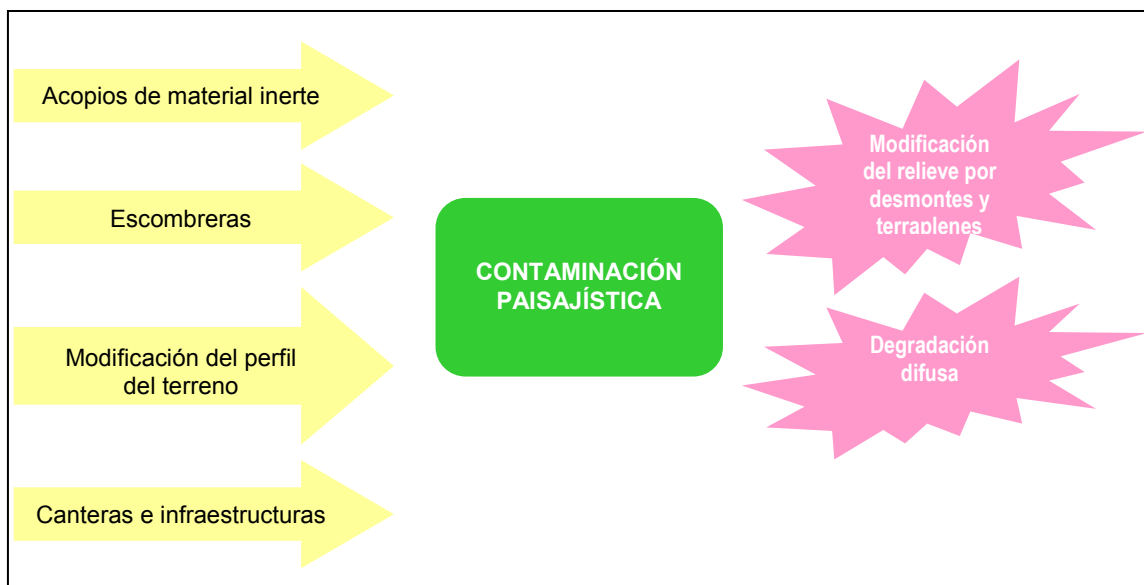 Acopios de material inerte
Escombreras
Modificación del perfil
del terreno
Canteras e infraestructuras
CONTAMINACIÓN
PAISAJÍSTICA
Modificación
del relieve por
desmontes y
terraplenes
Degradación
difusa